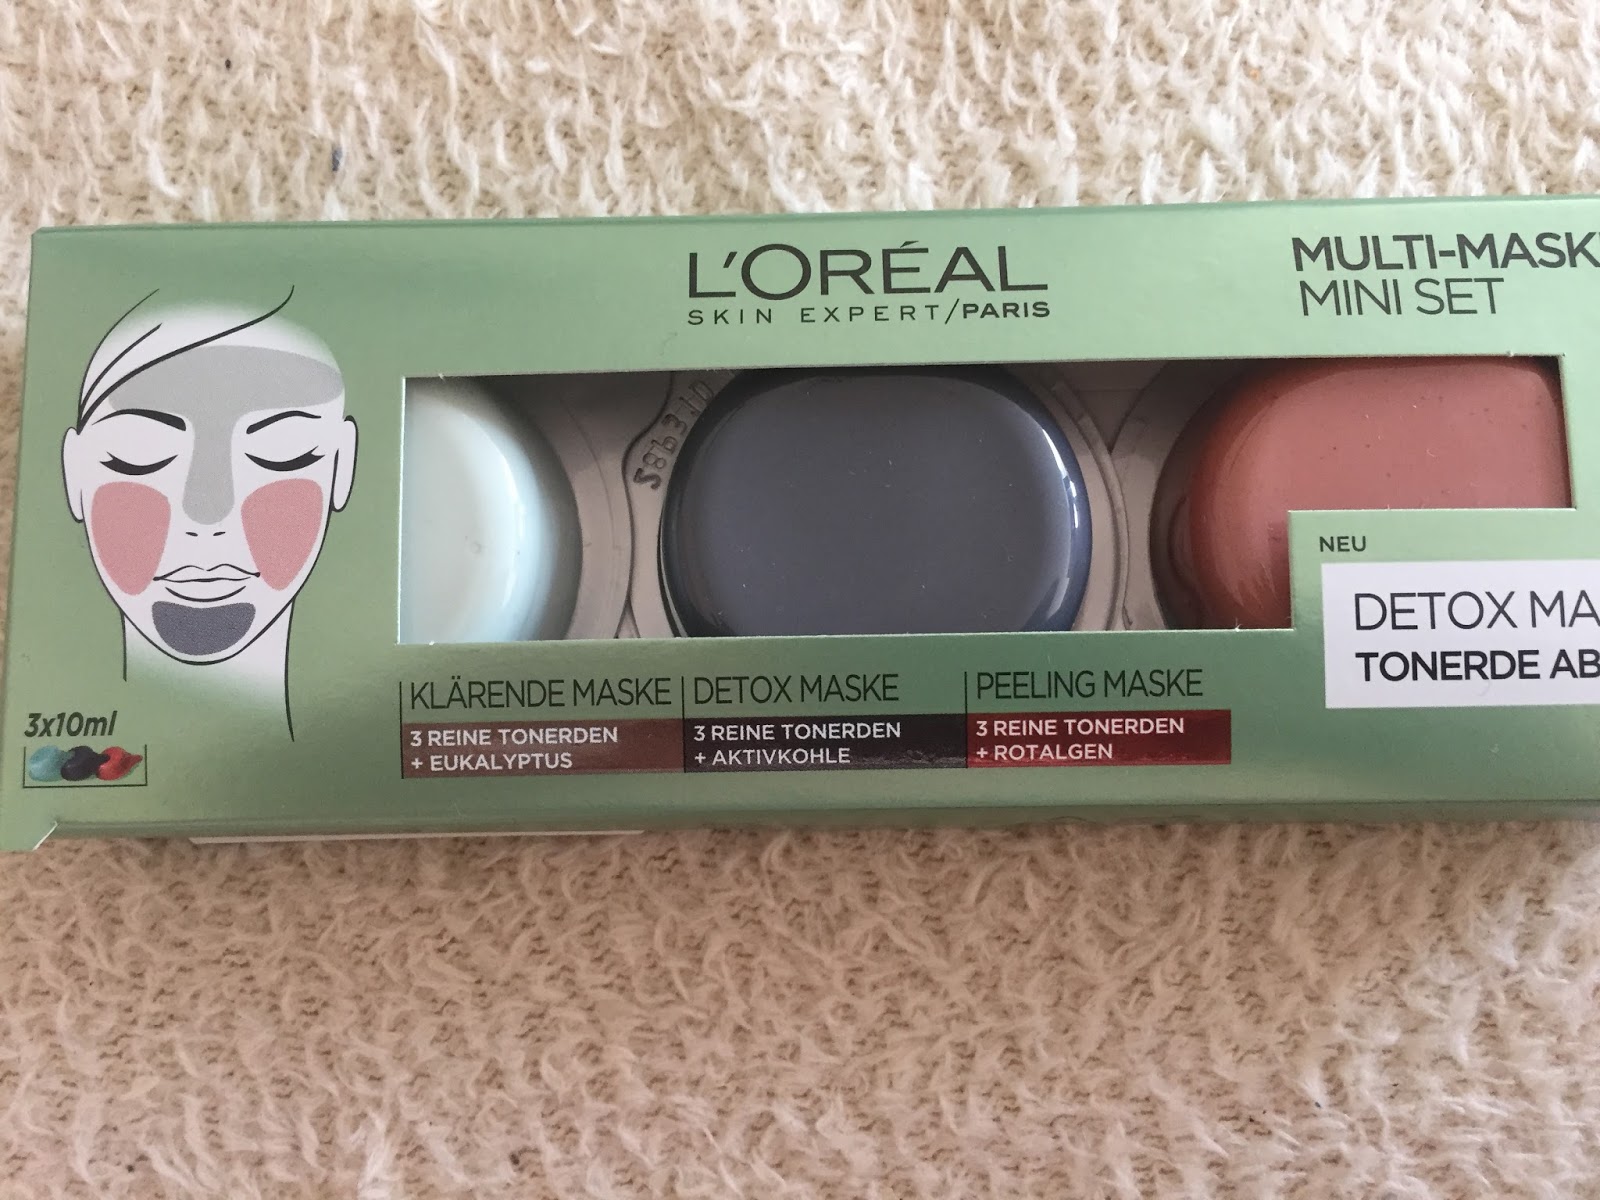 L'ORÉAL
SKIN EXPERT/PARIS
MULTI-MASK
MINI SET
NEU
DETOX MA
TONERDE AB
3x10ml
KLÄRENDE MASKE
3 REINE TONERDEN
+ EUKALYPTUS
DETOX MASKE
3 REINE TONERDEN
+ AKTIVKOHLE
PEELING MASKE
3 REINE TONERDEN
+ ROTALGEN